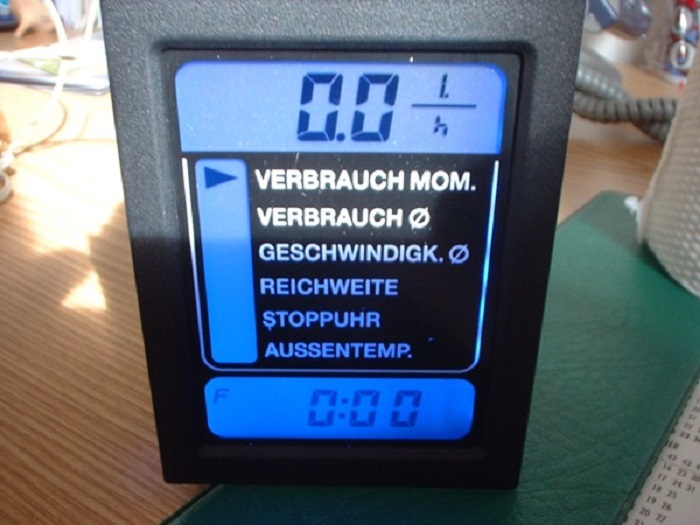 0.0 L/h
VERBRAUCH MOM.
VERBRAUCH Ø
GESCHWINDIGK. Ø
REICHWEITE
STOPPUHR
AUSSENTEMP.
F 0:00